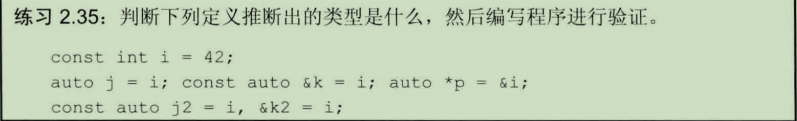 练习 2.35：判断下列定义推断出的类型是什么，然后编写程序进行验证。
const int i = 42;
auto j = i; const auto &k = i; auto *p = &i;
const auto j2 = i, &k2 = i;